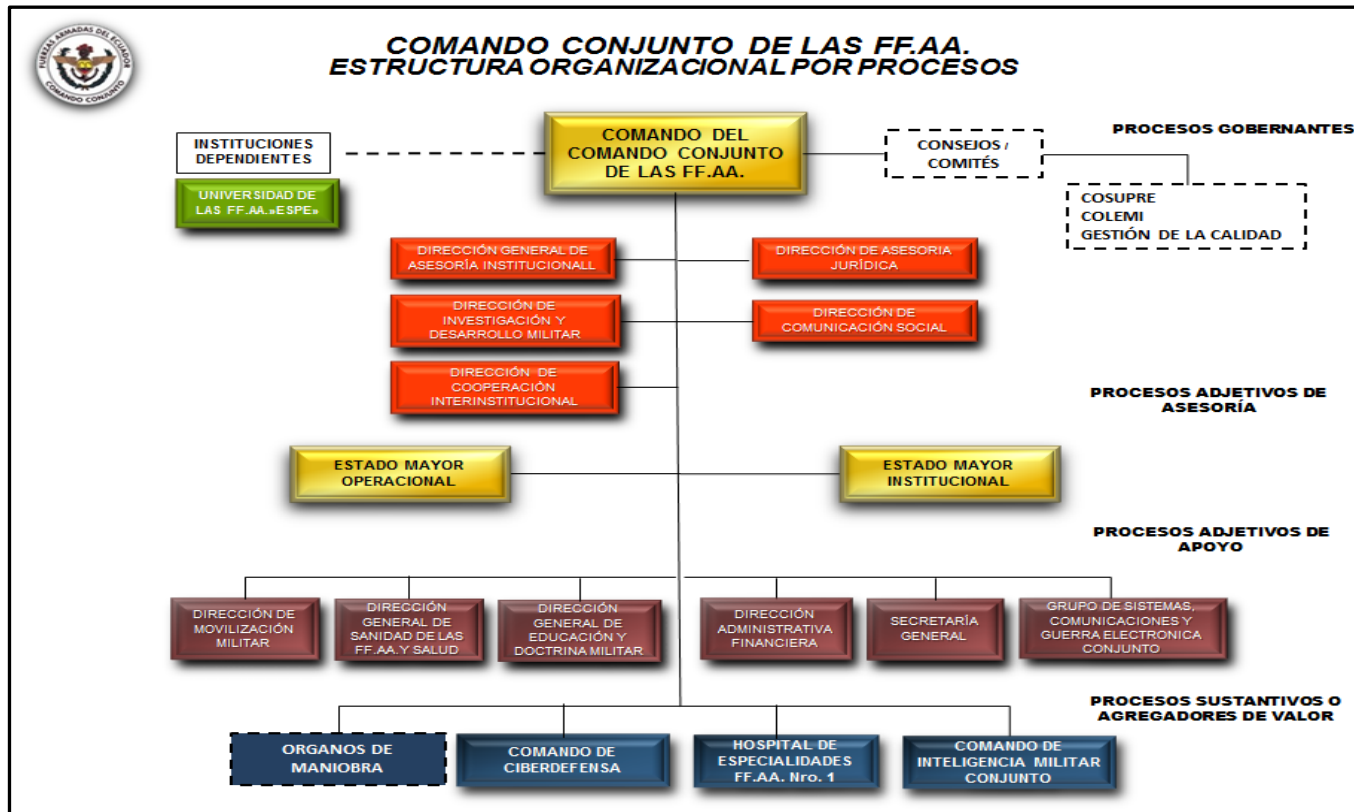 FUERZAS ARMADAS DEL ECUADOR
COMANDO CONJUNTO
COMANDO CONJUNTO DE LAS FF.AA.
ESTRUCTURA ORGANIZACIONAL POR PROCESOS
PROCESOS GOBERNANTES
INSTITUCIONES
DEPENDIENTES
COMANDO DEL
COMANDO CONJUNTO
DE LAS FF.AA.
CONSEJOS /
COMITÉS
UNIVERSIDAD DE
LAS FF.AA.»ESPE»
COSUPRE
COLEMI
GESTIÓN DE LA CALIDAD
DIRECCIÓN GENERAL DE
ASESORÍA INSTITUCIONALL
DIRECCIÓN DE ASESORIA
JURÍDICA
DIRECCIÓN DE
INVESTIGACIÓN Y
DESARROLLO MILITAR
DIRECCIÓN DE
COMUNICACIÓN SOCIAL
DIRECCIÓN DE
COOPERACIÓN
INTERINSTITUCIONAL
PROCESOS ADJETIVOS DE
ASESORÍA
ESTADO MAYOR
OPERACIONAL
ESTADO MAYOR
INSTITUCIONAL
PROCESOS ADJETIVOS DE
APOYO
DIRECCIÓN DE
MOVILIZACIÓN
MILITAR
DIRECCIÓN
GENERAL DE
SANIDAD DE LAS
FF.AA.Y SALUD
DIRECCIÓN
GENERAL DE
EDUCACIÓN Y
DOCTRINA MILITAR
DIRECCIÓN
ADMINISTRATIVA
FINANCIERA
SECRETARÍA
GENERAL
GRUPO DE SISTEMAS,
COMUNICACIONES Y
GUERRA ELECTRONICA
CONJUNTO
PROCESOS SUSTANTIVOS O
AGREGADORES DE VALOR
ORGANOS DE
MANIOBRA
COMANDO DE
CIBERDEFENSA
HOSPITAL DE
ESPECIALIDADES
FF.AA. Nro. 1
COMANDO DE
INTELIGENCIA MILITAR
CONJUNTO